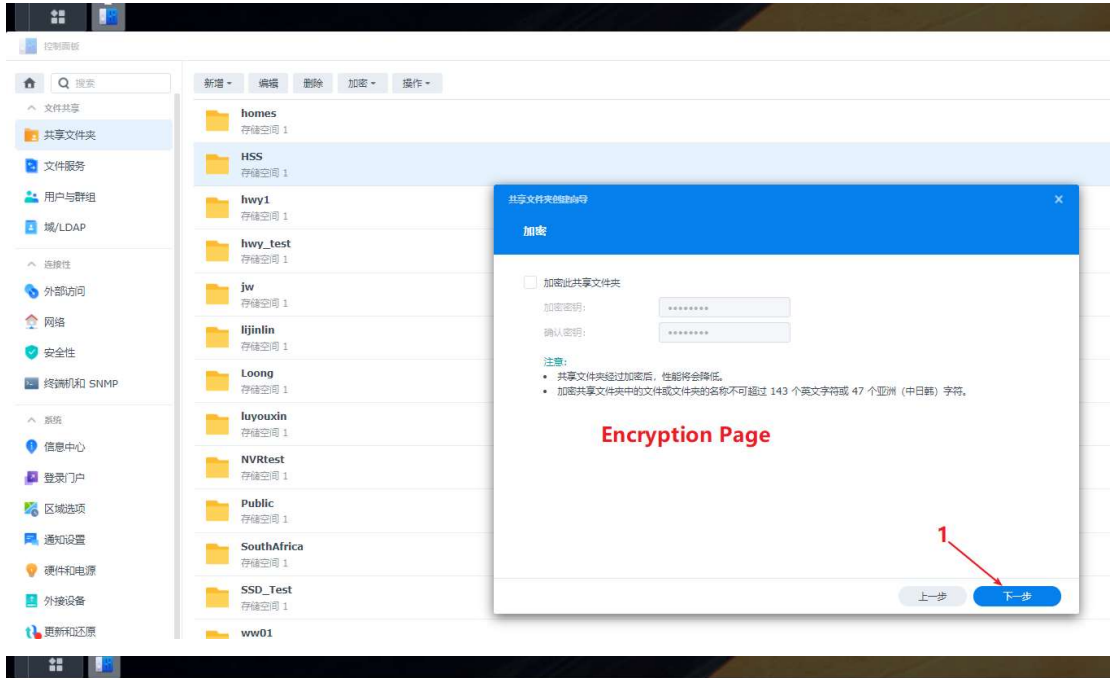 控制面板
搜索
文件共享
共享文件夹
文件服务
用户与群组
域/LDAP
连接性
外部访问
网络
安全性
终端机和 SNMP
系统
信息中心
登录门户
区域选项
通知设置
硬件和电源
外接设备
更新和还原
新增 编辑 删除 加密 操作
homes
存储空间 1
HSS
存储空间 1
hwy1
存储空间 1
hwy_test
存储空间 1
jw
存储空间 1
lijinlin
存储空间 1
Loong
存储空间 1
luyouxin
存储空间 1
NVRtest
存储空间 1
Public
存储空间 1
SouthAfrica
存储空间 1
SSD_Test
存储空间 1
ww01
共享文件夹创建向导
加密
加密此共享文件夹
加密密钥:
确认密钥:
注意:
• 共享文件夹经过加密后，性能将会降低。
• 加密共享文件夹中的文件或文件夹的名称不可超过 143 个英文字符或 47 个亚洲（中日韩）字符。
Encryption Page
1
上一步 下一步